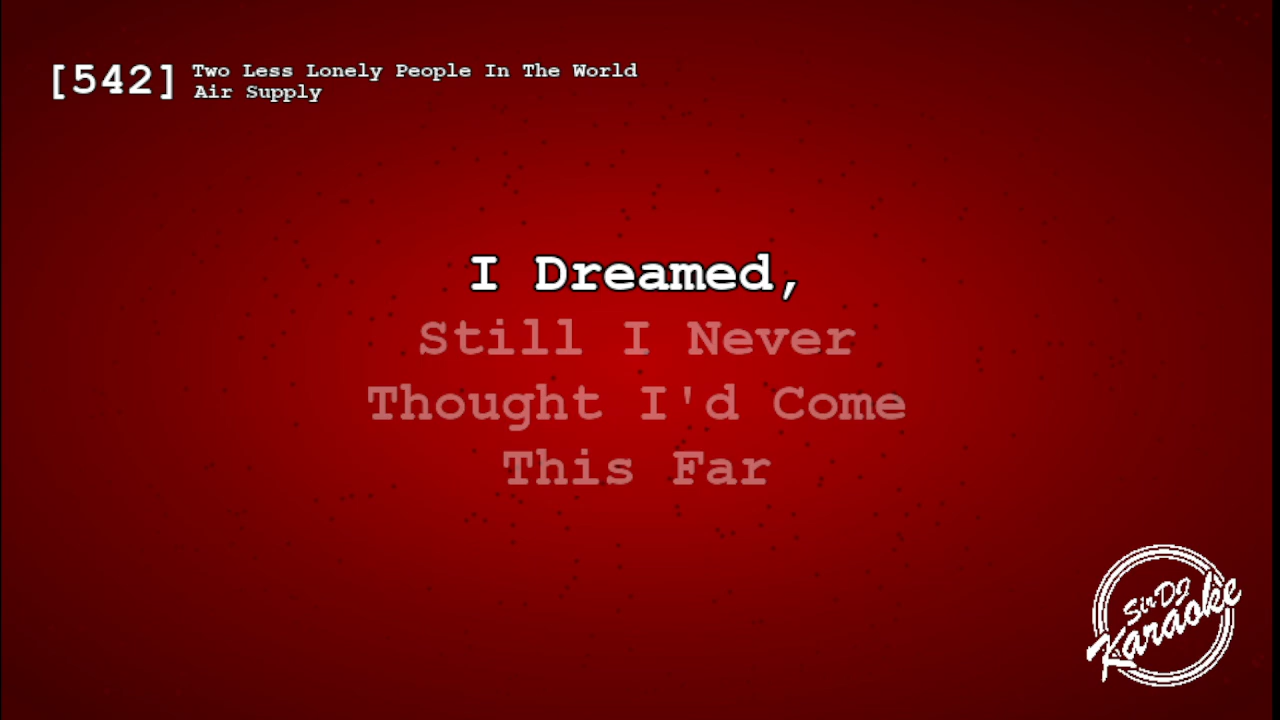 [542] Two Less Lonely People In The World
Air Supply
I Dreamed,
Still I Never
Thought I'd Come
This Far
Sir DJ
Karaoke